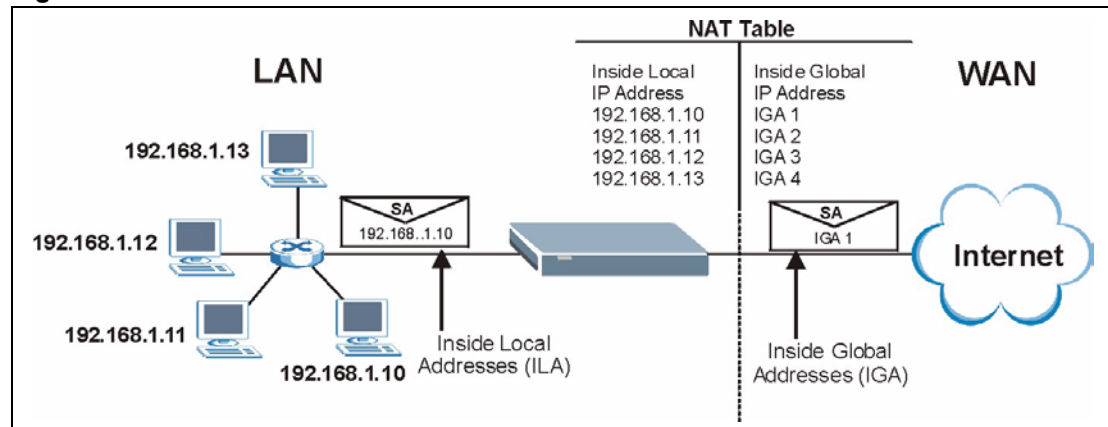 NAT Table
LAN
WAN
Inside Local
IP Address
192.168.1.10
192.168.1.11
192.168.1.12
192.168.1.13
Inside Global
IP Address
IGA 1
IGA 2
IGA 3
IGA 4
192.168.1.13
192.168.1.12
192.168.1.11
192.168.1.10
SA
192.168..1.10
SA
IGA 1
Internet
Inside Local
Addresses (ILA)
Inside Global
Addresses (IGA)